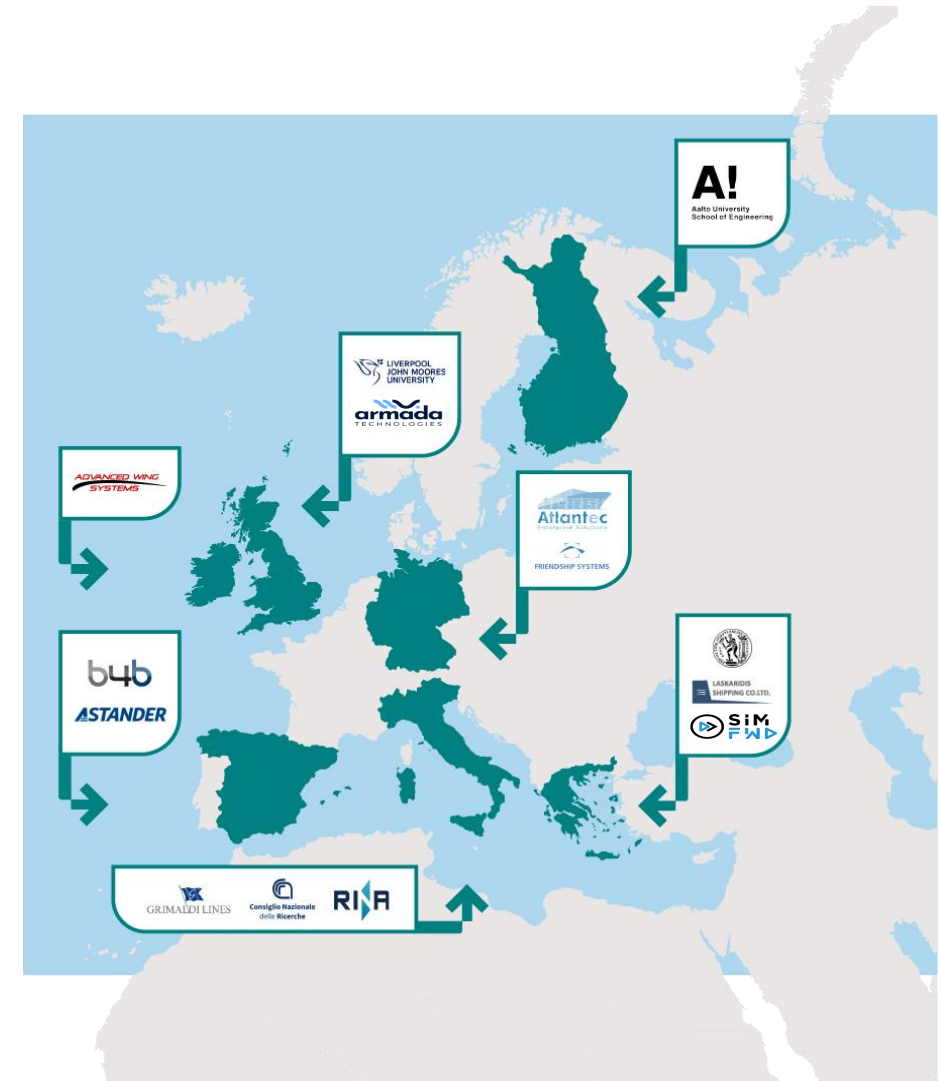 A!
Aalto University
School of Engineering
LIVERPOOL
JOHN MOORES
UNIVERSITY
armada
TECHNOLOGIES
ADVANCED WING
SYSTEMS
Atlantec
Enterprise Solutions
FRIENDSHIP SYSTEMS
b4b
ASTANDER
LASKARIDIS
SHIPPING CO.LTD.
SiM
FWD
GRIMALDI LINES
Consiglio Nazionale
delle Ricerche
RINA